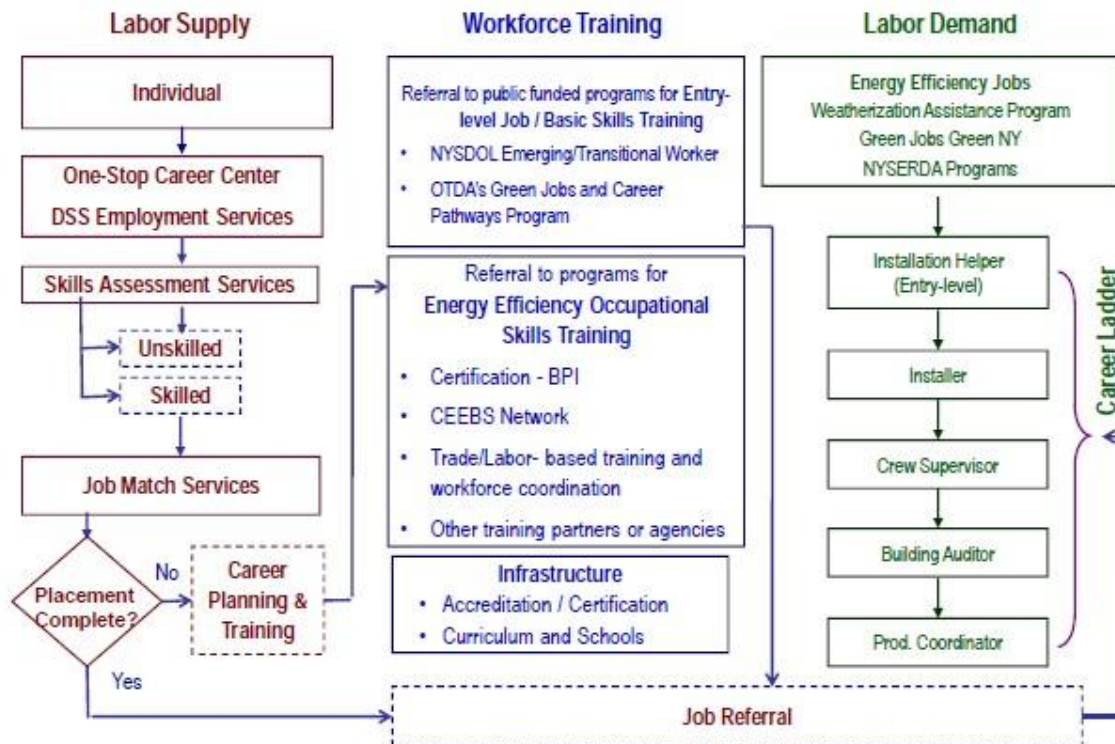 Labor Supply
Individual
One-Stop Career Center
DSS Employment Services
Skills Assessment Services
Unskilled
Skilled
Job Match Services
Placement
Complete?
No
Yes
Career
Planning &
Training
Workforce Training
Referral to public funded programs for Entry-
level Job / Basic Skills Training
• NYSDOL Emerging/Transitional Worker
• OTDA's Green Jobs and Career
Pathways Program
Referral to programs for
Energy Efficiency Occupational
Skills Training
• Certification - BPI
• CEEBS Network
• Trade/Labor- based training and
workforce coordination
• Other training partners or agencies
Infrastructure
• Accreditation / Certification
• Curriculum and Schools
Job Referral
Labor Demand
Energy Efficiency Jobs
Weatherization Assistance Program
Green Jobs Green NY
NYSERDA Programs
Installation Helper
(Entry-level)
Installer
Crew Supervisor
Building Auditor
Prod. Coordinator
Career Ladder